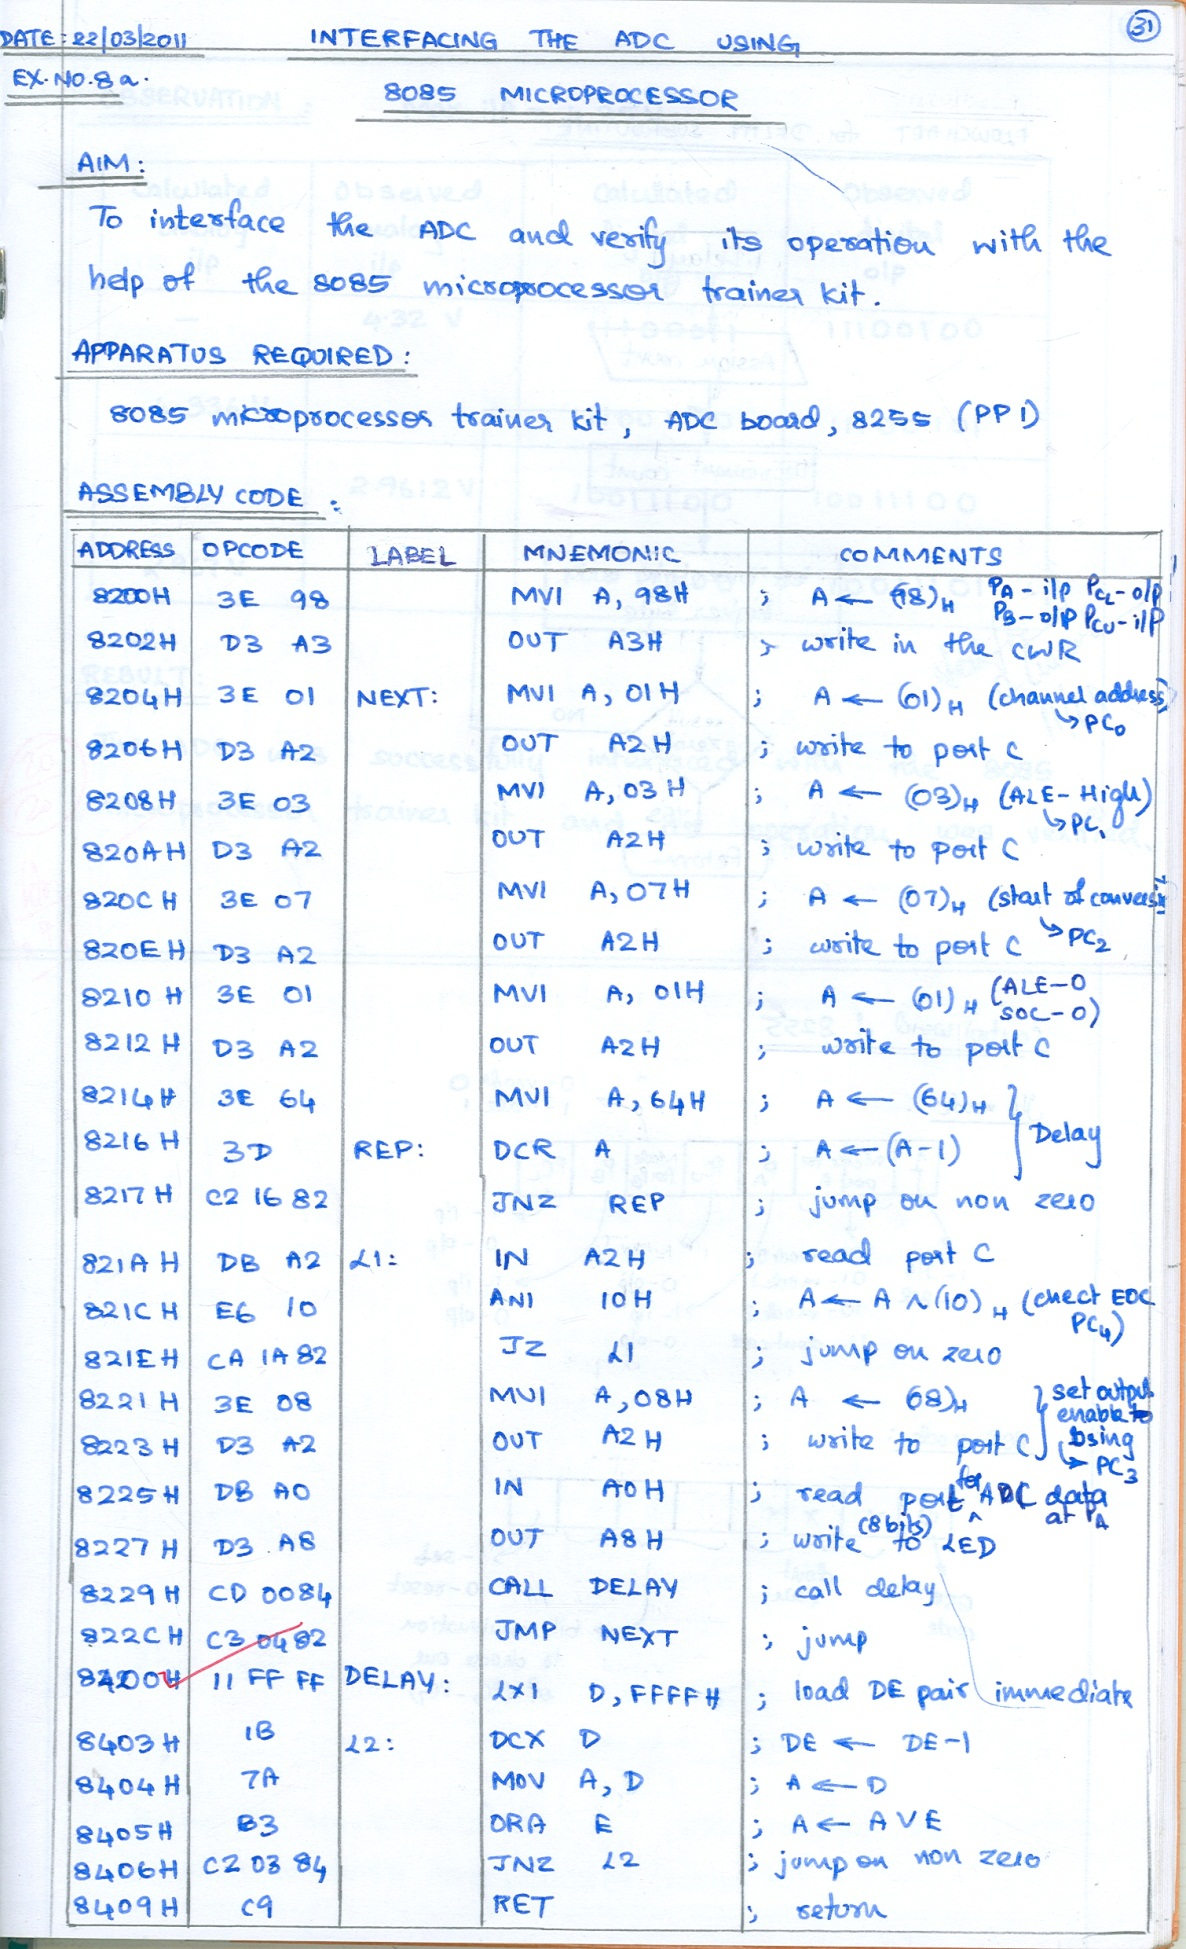 31
DATE: 22/03/2011 INTERFACING THE ADC USING
EX.NO.8a. 8085 MICROPROCESSOR
AIM:
To interface the ADC and verify its operation with the
help of the 8085 microprocessor trainer kit.
APPARATUS REQUIRED:
8085 microprocessor trainer kit, ADC board, 8255 (PPI)
ASSEMBLY CODE:
ADDRESS OPCODE LABEL MNEMONIC COMMENTS
8200H 3E 98 MVI A, 98H ; A ← (98)H PA - i/p PCL - o/p
PB - o/p PCU - i/p
8202H D3 A3 OUT A3H ; write in the CWR
8204H 3E 01 NEXT: MVI A, 01H ; A ← (01)H (channel address)
↳ PC0
8206H D3 A2 OUT A2H ; write to port C
8208H 3E 03 MVI A, 03H ; A ← (03)H (ALE - High)
↳ PC1
820AH D3 A2 OUT A2H ; write to port C
820CH 3E 07 MVI A, 07H ; A ← (07)H (start of conversi
↳ PC2
820EH D3 A2 OUT A2H ; write to port C
8210H 3E 01 MVI A, 01H ; A ← (01)H (ALE-0
SOC-0)
8212H D3 A2 OUT A2H ; write to port C
8214H 3E 64 MVI A, 64H ; A ← (64)H } Delay
8216H 3D REP: DCR A ; A ← (A-1)
8217H C2 16 82 JNZ REP ; jump on non zero
821AH DB A2 L1: IN A2H ; read port C
821CH E6 10 ANI 10H ; A ← A ∧ (10)H (chect EOC
PC4)
821EH CA 1A 82 JZ L1 ; jump on zero
8221H 3E 08 MVI A, 08H ; A ← (08)H } set output
enable to
8223H D3 A2 OUT A2H ; write to port C } using
↳ PC3
8225H DB A0 IN A0H ; read port for ADC data
at PA
8227H D3 A8 OUT A8H ; write (8bits) to LED
8229H CD 00 84 CALL DELAY ; call delay
822CH C3 04 82 JMP NEXT ; jump
8400H 11 FF FF DELAY: LXI D, FFFFH ; load DE pair immediate
8403H 1B L2: DCX D ; DE ← DE-1
8404H 7A MOV A, D ; A ← D
8405H B3 ORA E ; A ← A V E
8406H C2 03 84 JNZ L2 ; jump on non zero
8409H C9 RET ; return